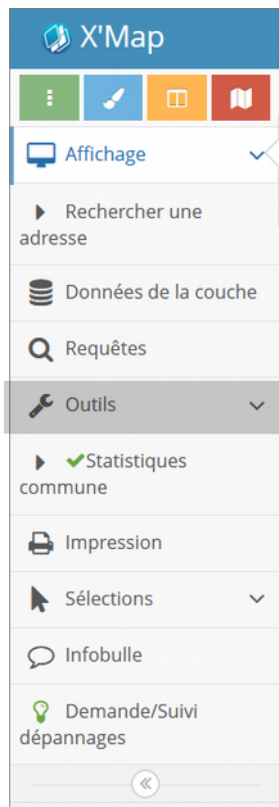 X'Map
Affichage
Rechercher une
adresse
Données de la couche
Requêtes
Outils
Statistiques
commune
Impression
Sélections
Infobulle
Demande/Suivi
dépannages